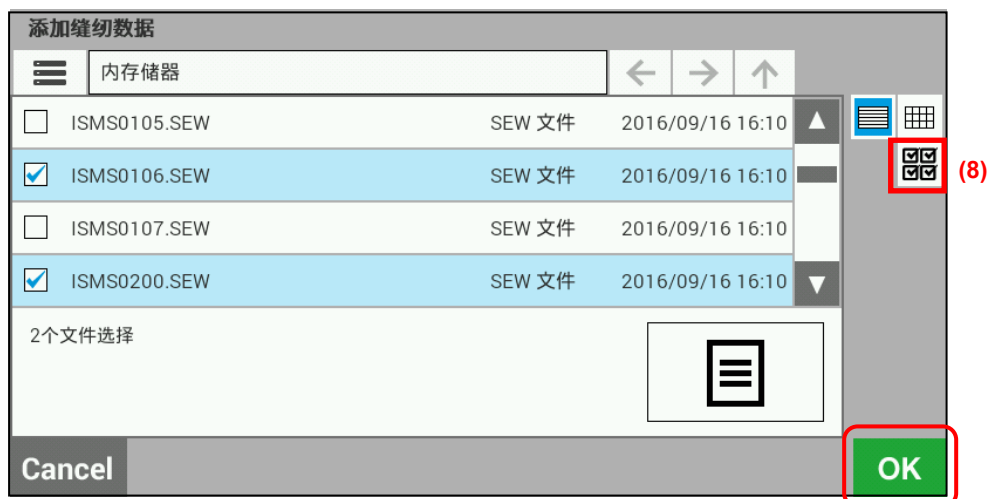 添加缝纫数据
内存储器
ISMS0105.SEW SEW 文件 2016/09/16 16:10
ISMS0106.SEW SEW 文件 2016/09/16 16:10
(8)
ISMS0107.SEW SEW 文件 2016/09/16 16:10
ISMS0200.SEW SEW 文件 2016/09/16 16:10
2个文件选择
Cancel OK